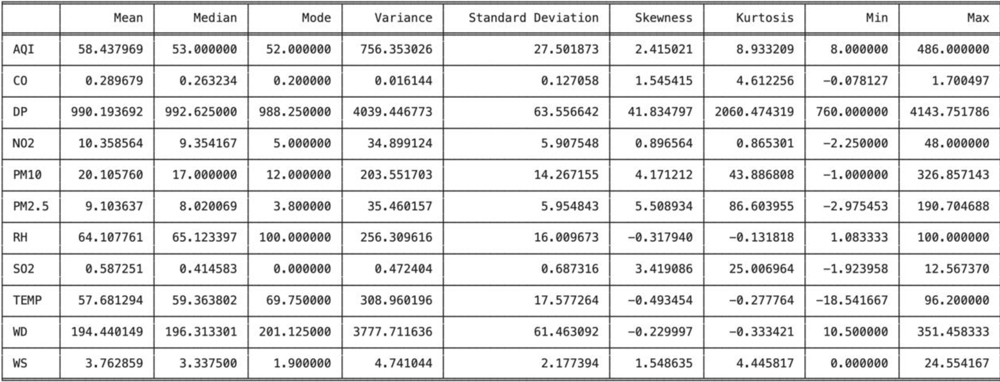 Mean Median Mode Variance Standard Deviation Skewness Kurtosis Min Max
AQI 58.437969 53.000000 52.000000 756.353026 27.501873 2.415021 8.933209 8.000000 486.000000
CO 0.289679 0.263234 0.200000 0.016144 0.127058 1.545415 4.612256 −0.078127 1.700497
DP 990.193692 992.625000 988.250000 4039.446773 63.556642 41.834797 2060.474319 760.000000 4143.751786
NO2 10.358564 9.354167 5.000000 34.899124 5.907548 0.896564 0.865301 −2.250000 48.000000
PM10 20.105760 17.000000 12.000000 203.551703 14.267155 4.171212 43.886808 −1.000000 326.857143
PM2.5 9.103637 8.020069 3.800000 35.460157 5.954843 5.508934 86.603955 −2.975453 190.704688
RH 64.107761 65.123397 100.000000 256.309616 16.009673 −0.317940 −0.131818 1.083333 100.000000
SO2 0.587251 0.414583 0.000000 0.472404 0.687316 3.419086 25.006964 −1.923958 12.567370
TEMP 57.681294 59.363802 69.750000 308.960196 17.577264 −0.493454 −0.277764 −18.541667 96.200000
WD 194.440149 196.313301 201.125000 3777.711636 61.463092 −0.229997 −0.333421 10.500000 351.458333
WS 3.762859 3.337500 1.900000 4.741044 2.177394 1.548635 4.445817 0.000000 24.554167